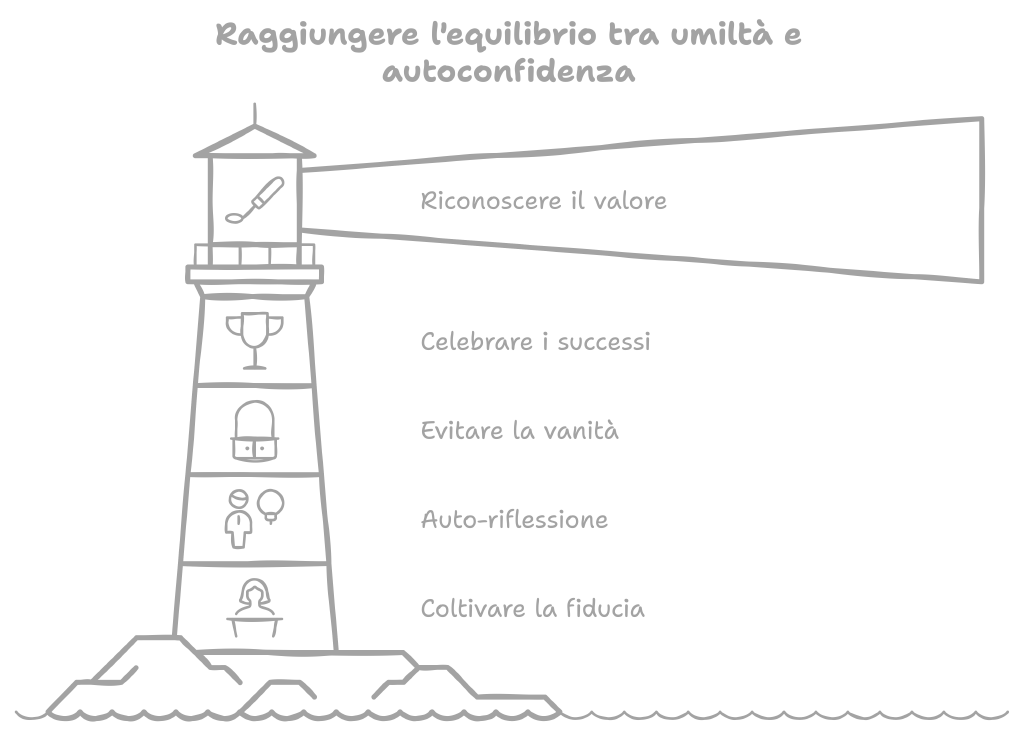 Raggiungere l'equilibrio tra umiltà e
autoconfidenza
Riconoscere il valore
Celebrare i successi
Evitare la vanità
Auto-riflessione
Coltivare la fiducia